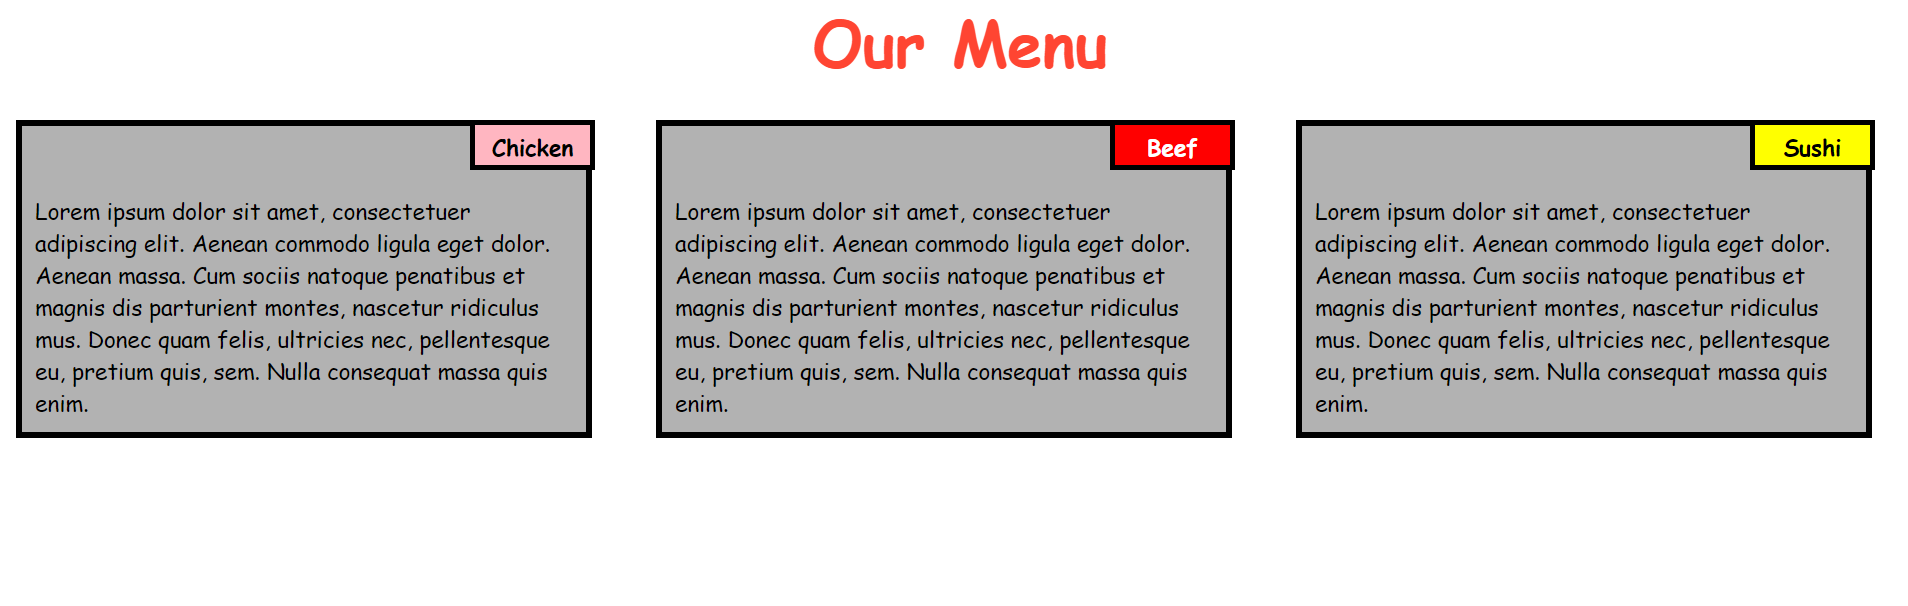 Our Menu
Chicken
Lorem ipsum dolor sit amet, consectetuer
adipiscing elit. Aenean commodo ligula eget dolor.
Aenean massa. Cum sociis natoque penatibus et
magnis dis parturient montes, nascetur ridiculus
mus. Donec quam felis, ultricies nec, pellentesque
eu, pretium quis, sem. Nulla consequat massa quis
enim.
Beef
Lorem ipsum dolor sit amet, consectetuer
adipiscing elit. Aenean commodo ligula eget dolor.
Aenean massa. Cum sociis natoque penatibus et
magnis dis parturient montes, nascetur ridiculus
mus. Donec quam felis, ultricies nec, pellentesque
eu, pretium quis, sem. Nulla consequat massa quis
enim.
Sushi
Lorem ipsum dolor sit amet, consectetuer
adipiscing elit. Aenean commodo ligula eget dolor.
Aenean massa. Cum sociis natoque penatibus et
magnis dis parturient montes, nascetur ridiculus
mus. Donec quam felis, ultricies nec, pellentesque
eu, pretium quis, sem. Nulla consequat massa quis
enim.